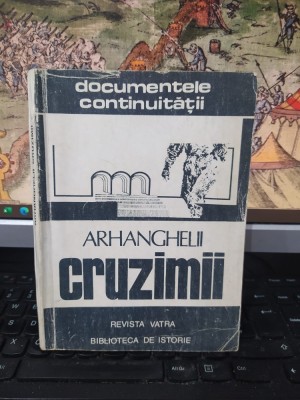 documentele
continuității
ARHANGHELII
cruzimii
REVISTA VATRA
BIBLIOTECA DE ISTORIE